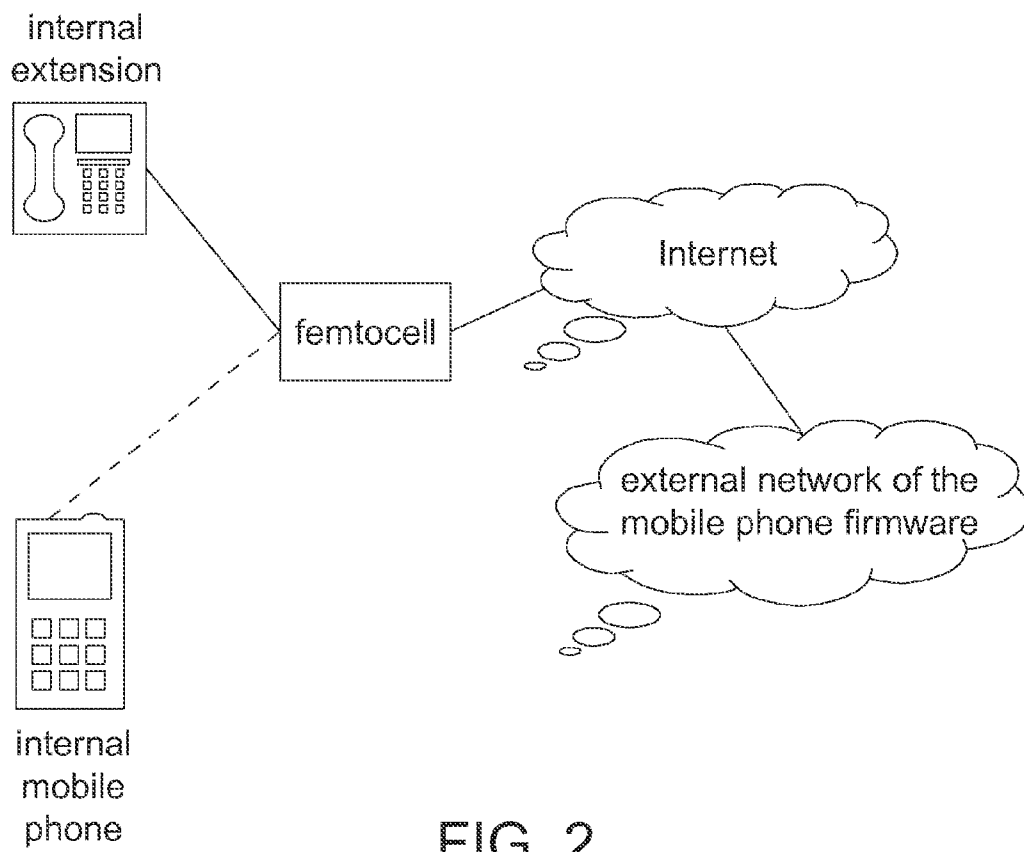 internal
extension
Internet
femtocell
external network of the
mobile phone firmware
internal
mobile
phone
FIG. 2